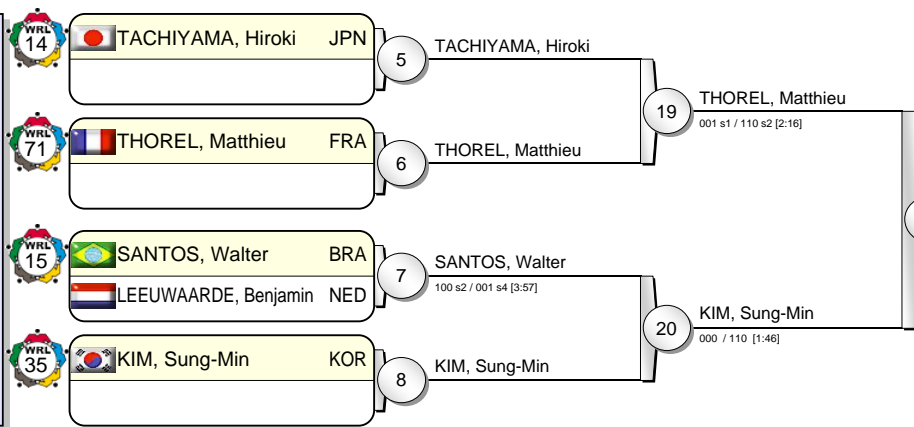 WRL
14
TACHIYAMA, Hiroki JPN
5
TACHIYAMA, Hiroki
19
THOREL, Matthieu
001 s1 / 110 s2 [2:16]
WRL
71
THOREL, Matthieu FRA
6
THOREL, Matthieu
WRL
15
SANTOS, Walter BRA
LEEUWAARDE, Benjamin NED
7
SANTOS, Walter
100 s2 / 001 s4 [3:57]
20
KIM, Sung-Min
000 / 110 [1:46]
WRL
35
KIM, Sung-Min KOR
8
KIM, Sung-Min